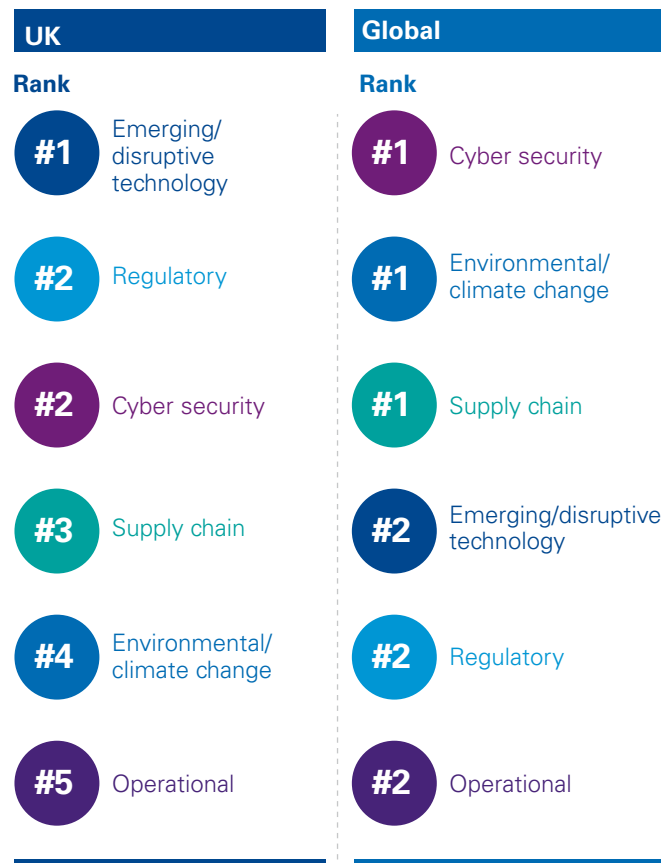 UK
Rank
#1
Emerging/
disruptive
technology
#2
Regulatory
#2
Cyber security
#3
Supply chain
#4
Environmental/
climate change
#5
Operational
Global
Rank
#1
Cyber security
#1
Environmental/
climate change
#1
Supply chain
#2
Emerging/disruptive
technology
#2
Regulatory
#2
Operational